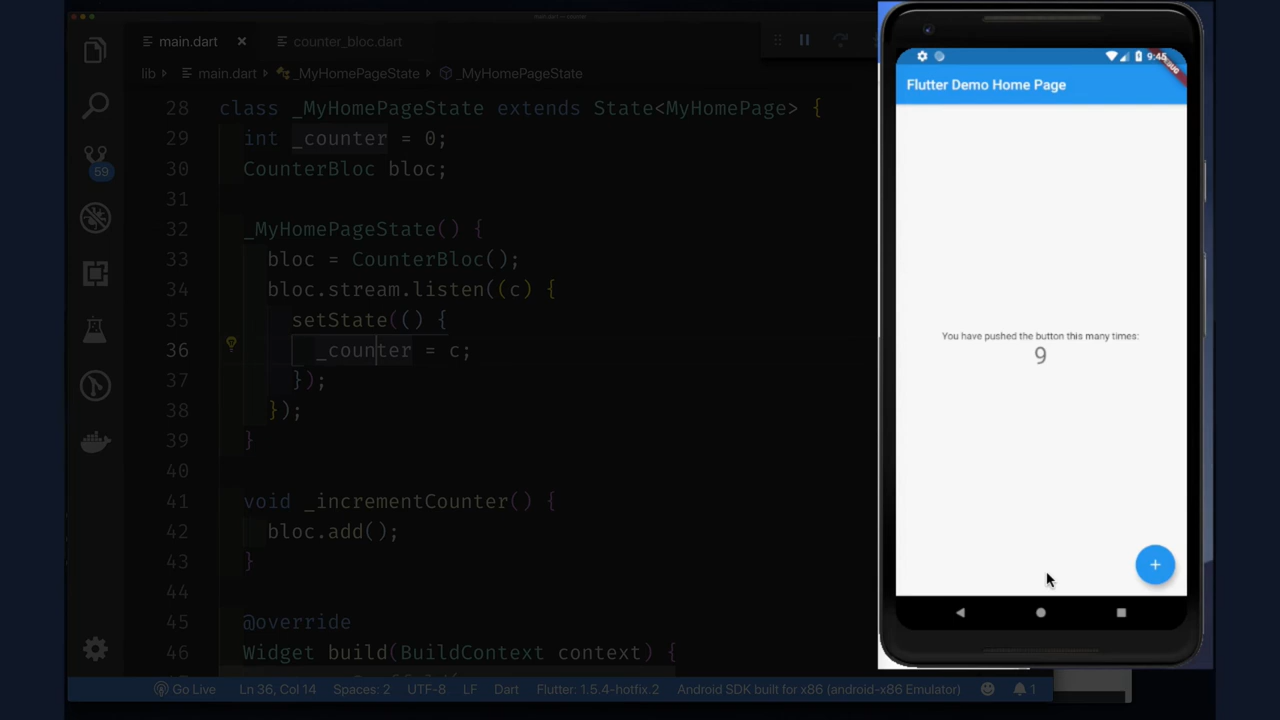 main.dart
counter_bloc.dart
lib
main.dart
_MyHomePageState
_MyHomePageState
28 class _MyHomePageState extends State<MyHomePage> {
29 int _counter = 0;
30 CounterBloc bloc;
31
32 _MyHomePageState() {
33 bloc = CounterBloc();
34 bloc.stream.listen((c) {
35 setState(() {
36 _counter = c;
37 });
38 });
39 }
40
41 void _incrementCounter() {
42 bloc.add();
43 }
44
45 @override
46 Widget build(BuildContext context) {
59
Go Live
Ln 36, Col 14
Spaces: 2
UTF-8
LF
Dart
Flutter: 1.5.4-hotfix.2
Android SDK built for x86 (android-x86 Emulator)
1
9:45
DEBUG
Flutter Demo Home Page
You have pushed the button this many times:
9
+